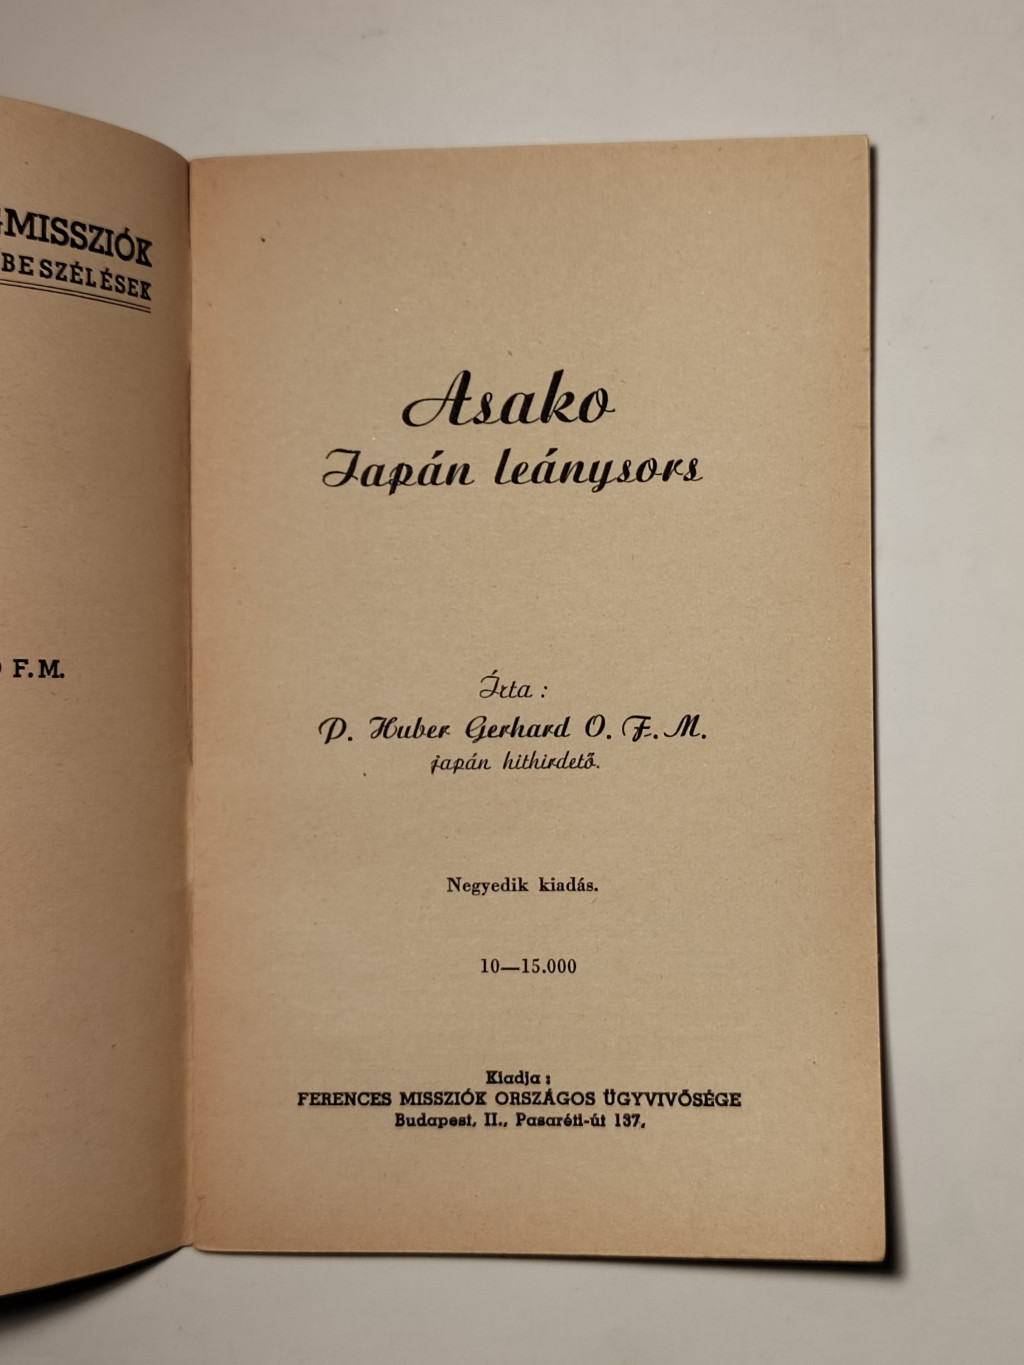 MISSZIÓK
BESZÉLÉSEK
F. M.
Asako
Japán leánysors
Írta :
P. Huber Gerhard O. F. M.
japán hithirdető.
Negyedik kiadás.
10—15.000
Kiadja :
FERENCES MISSZIÓK ORSZÁGOS ÜGYVIVŐSÉGE
Budapest, II., Pasaréti-út 137.